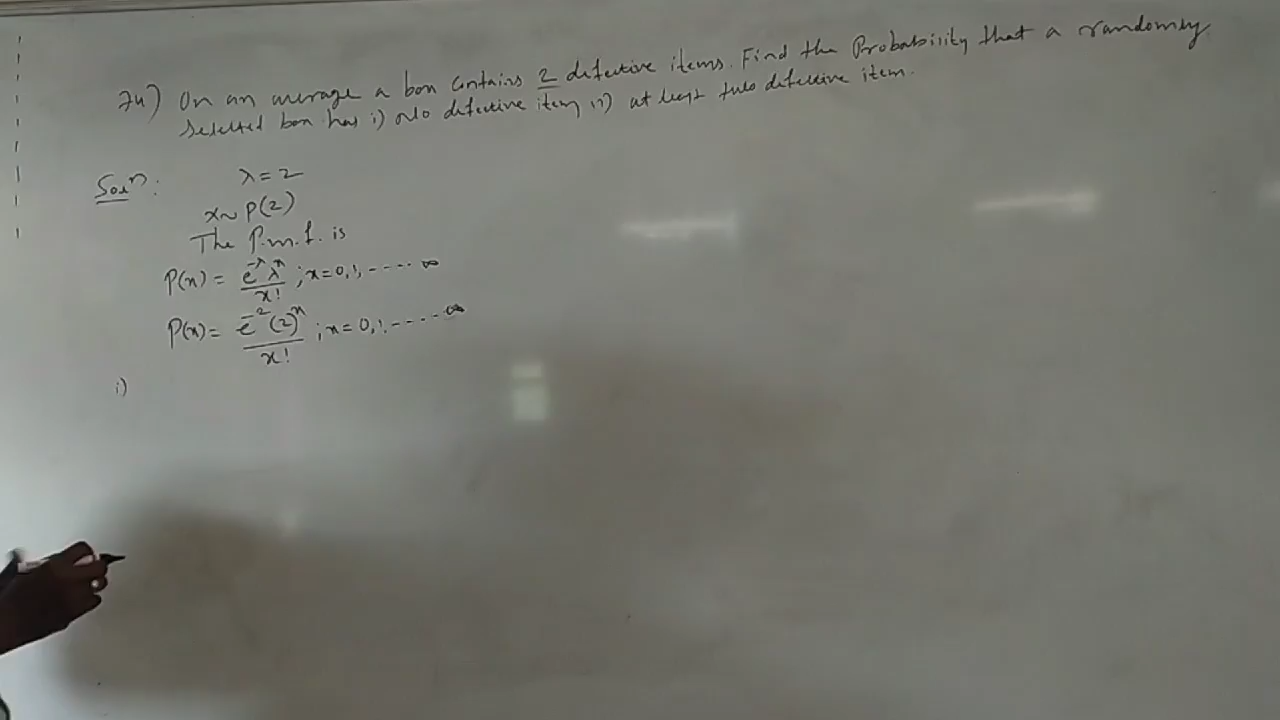 74) On an average a box contains 2 defective items. Find the Probability that a randomly
Selected box has i) No defective item ii) at least two defective item.
Soln:
λ = 2
x ~ P(2)
The P.m.f. is
P(x) = e^-λ λ^x / x! ; x = 0, 1, ----- ∞
P(x) = e^-2 (2)^x / x! ; x = 0, 1, ----- ∞
i)